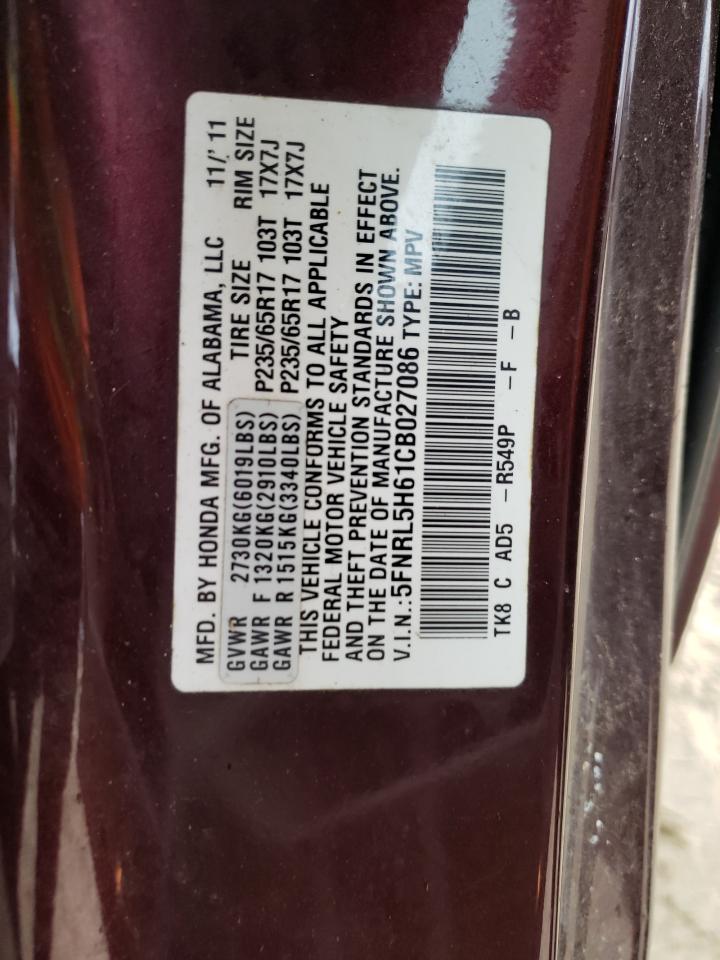 MFD. BY HONDA MFG. OF ALABAMA, LLC 11/' 11
GVWR 2730KG(6019LBS) TIRE SIZE RIM SIZE
GAWR F 1320KG(2910LBS) P235/65R17 103T 17X7J
GAWR R 1515KG(3340LBS) P235/65R17 103T 17X7J
THIS VEHICLE CONFORMS TO ALL APPLICABLE
FEDERAL MOTOR VEHICLE SAFETY
AND THEFT PREVENTION STANDARDS IN EFFECT
ON THE DATE OF MANUFACTURE SHOWN ABOVE.
V.I.N.: 5FNRL5H61CB027086 TYPE: MPV
TK8 C AD5 -R549P -F -B